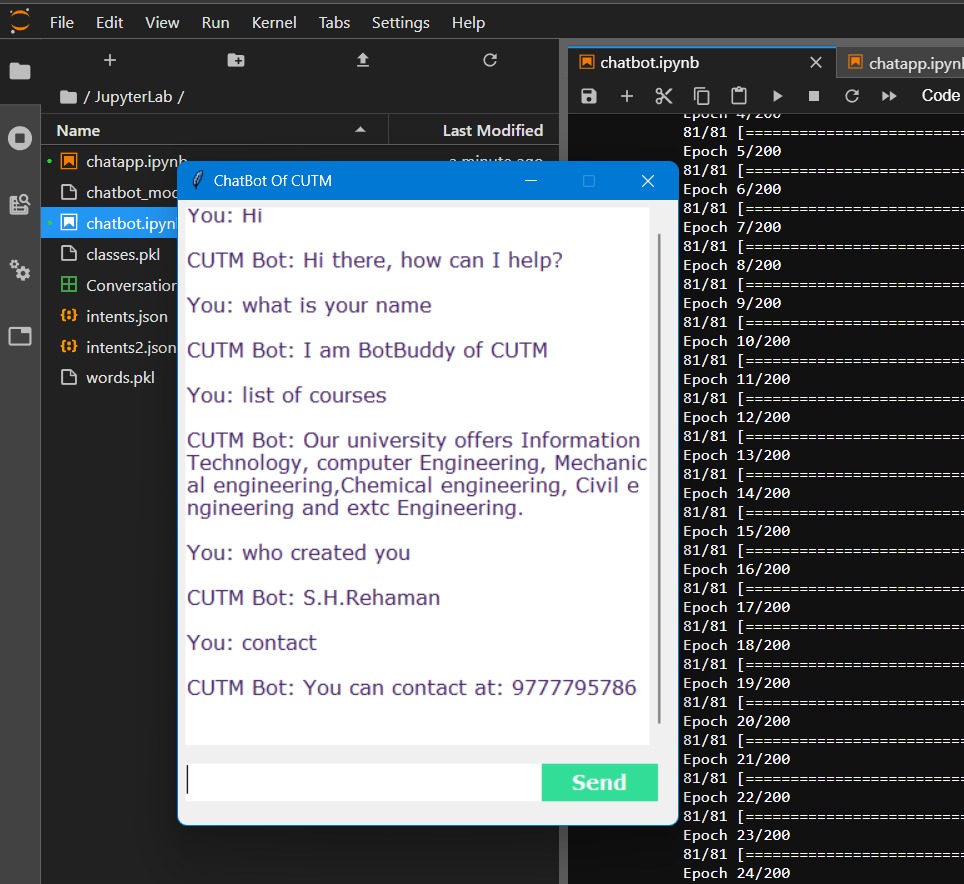 File Edit View Run Kernel Tabs Settings Help
/ JupyterLab /
Name Last Modified
chatapp.ipynb a minute ago
chatbot.ipynb
classes.pkl
intents.json
intents2.json
words.pkl
ChatBot Of CUTM
You: Hi
CUTM Bot: Hi there, how can I help?
You: what is your name
CUTM Bot: I am BotBuddy of CUTM
You: list of courses
CUTM Bot: Our university offers Information
Technology, computer Engineering, Mechanic
al engineering,Chemical engineering, Civil e
ngineering and extc Engineering.
You: who created you
CUTM Bot: S.H.Rehaman
You: contact
CUTM Bot: You can contact at: 9777795786
Send
chatbot.ipynb chatapp.ipynb
Code
Epoch 4/200
81/81 [==============================
Epoch 5/200
81/81 [==============================
Epoch 6/200
81/81 [==============================
Epoch 7/200
81/81 [==============================
Epoch 8/200
81/81 [==============================
Epoch 9/200
81/81 [==============================
Epoch 10/200
81/81 [==============================
Epoch 11/200
81/81 [==============================
Epoch 12/200
81/81 [==============================
Epoch 13/200
81/81 [==============================
Epoch 14/200
81/81 [==============================
Epoch 15/200
81/81 [==============================
Epoch 16/200
81/81 [==============================
Epoch 17/200
81/81 [==============================
Epoch 18/200
81/81 [==============================
Epoch 19/200
81/81 [==============================
Epoch 20/200
81/81 [==============================
Epoch 21/200
81/81 [==============================
Epoch 22/200
81/81 [==============================
Epoch 23/200
81/81 [==============================
Epoch 24/200